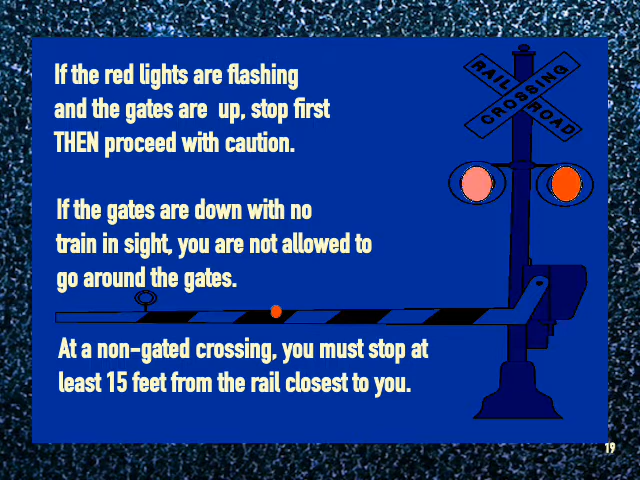 If the red lights are flashing
and the gates are up, stop first
THEN proceed with caution.
If the gates are down with no
train in sight, you are not allowed to
go around the gates.
At a non-gated crossing, you must stop at
least 15 feet from the rail closest to you.
RAIL ROAD
CROSSING
19